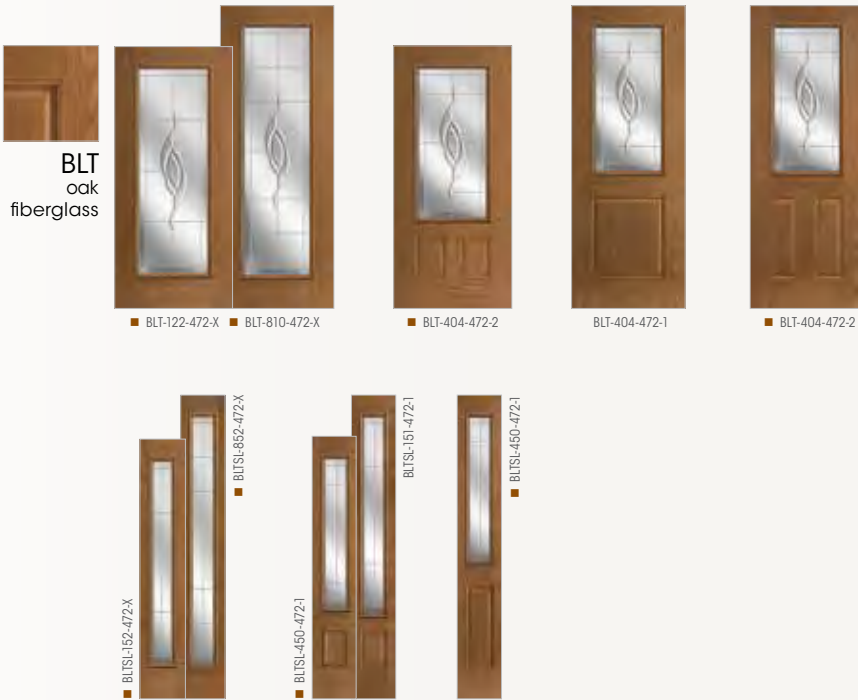 BLT
oak
fiberglass
BLT-122-472-X
BLT-810-472-X
BLT-404-472-2
BLT-404-472-1
BLT-404-472-2
BLTSL-152-472-X
BLTSL-852-472-X
BLTSL-450-472-1
BLTSL-151-472-1
BLTSL-450-472-1